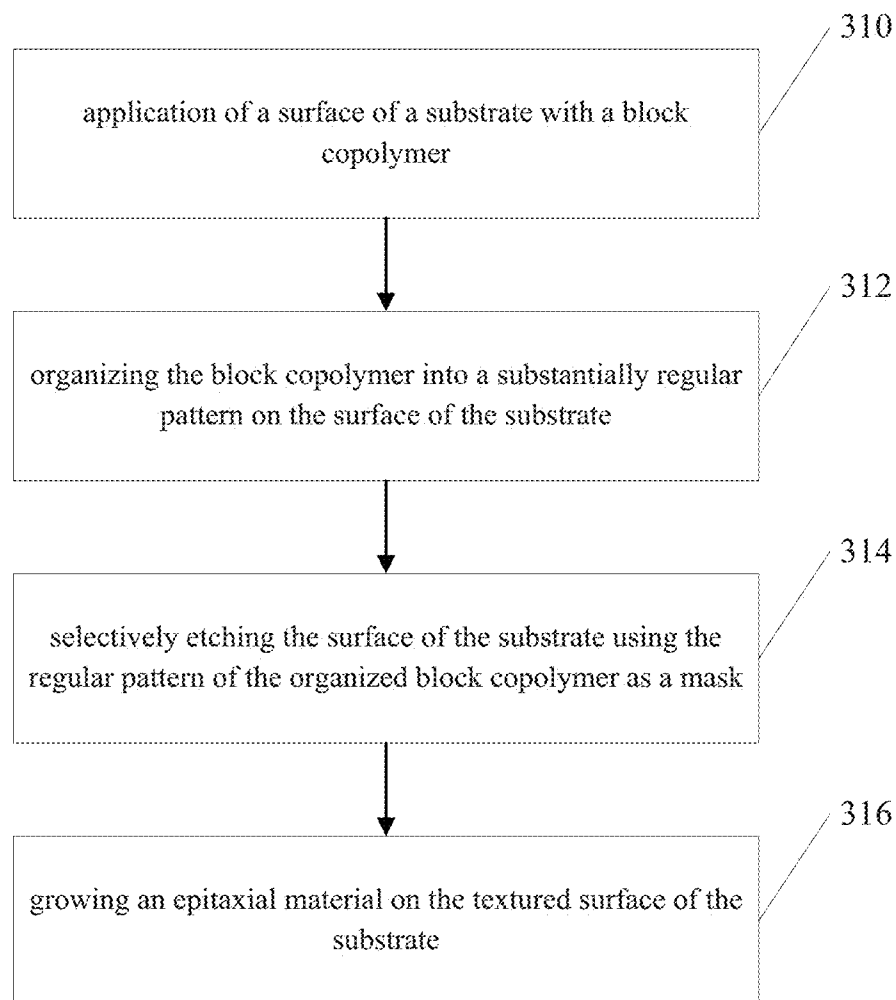 310
application of a surface of a substrate with a block
copolymer
312
organizing the block copolymer into a substantially regular
pattern on the surface of the substrate
314
selectively etching the surface of the substrate using the
regular pattern of the organized block copolymer as a mask
316
growing an epitaxial material on the textured surface of the
substrate